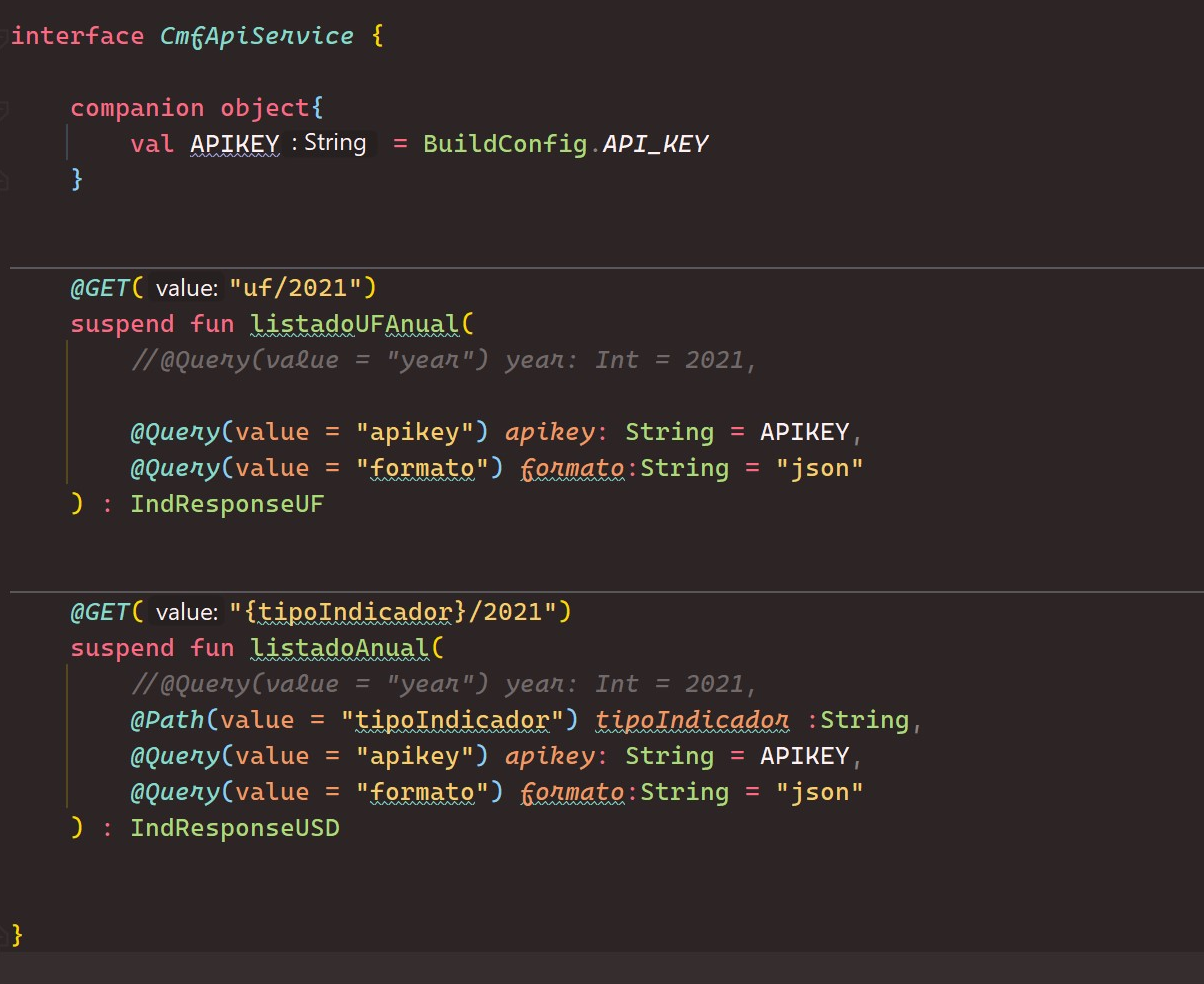 interface CmfApiService {
companion object{
val APIKEY : String = BuildConfig.API_KEY
}
@GET( value: "uf/2021")
suspend fun listadoUFAnual(
//@Query(value = "year") year: Int = 2021,
@Query(value = "apikey") apikey: String = APIKEY,
@Query(value = "formato") formato:String = "json"
) : IndResponseUF
@GET( value: "{tipoIndicador}/2021")
suspend fun listadoAnual(
//@Query(value = "year") year: Int = 2021,
@Path(value = "tipoIndicador") tipoIndicador :String,
@Query(value = "apikey") apikey: String = APIKEY,
@Query(value = "formato") formato:String = "json"
) : IndResponseUSD
}